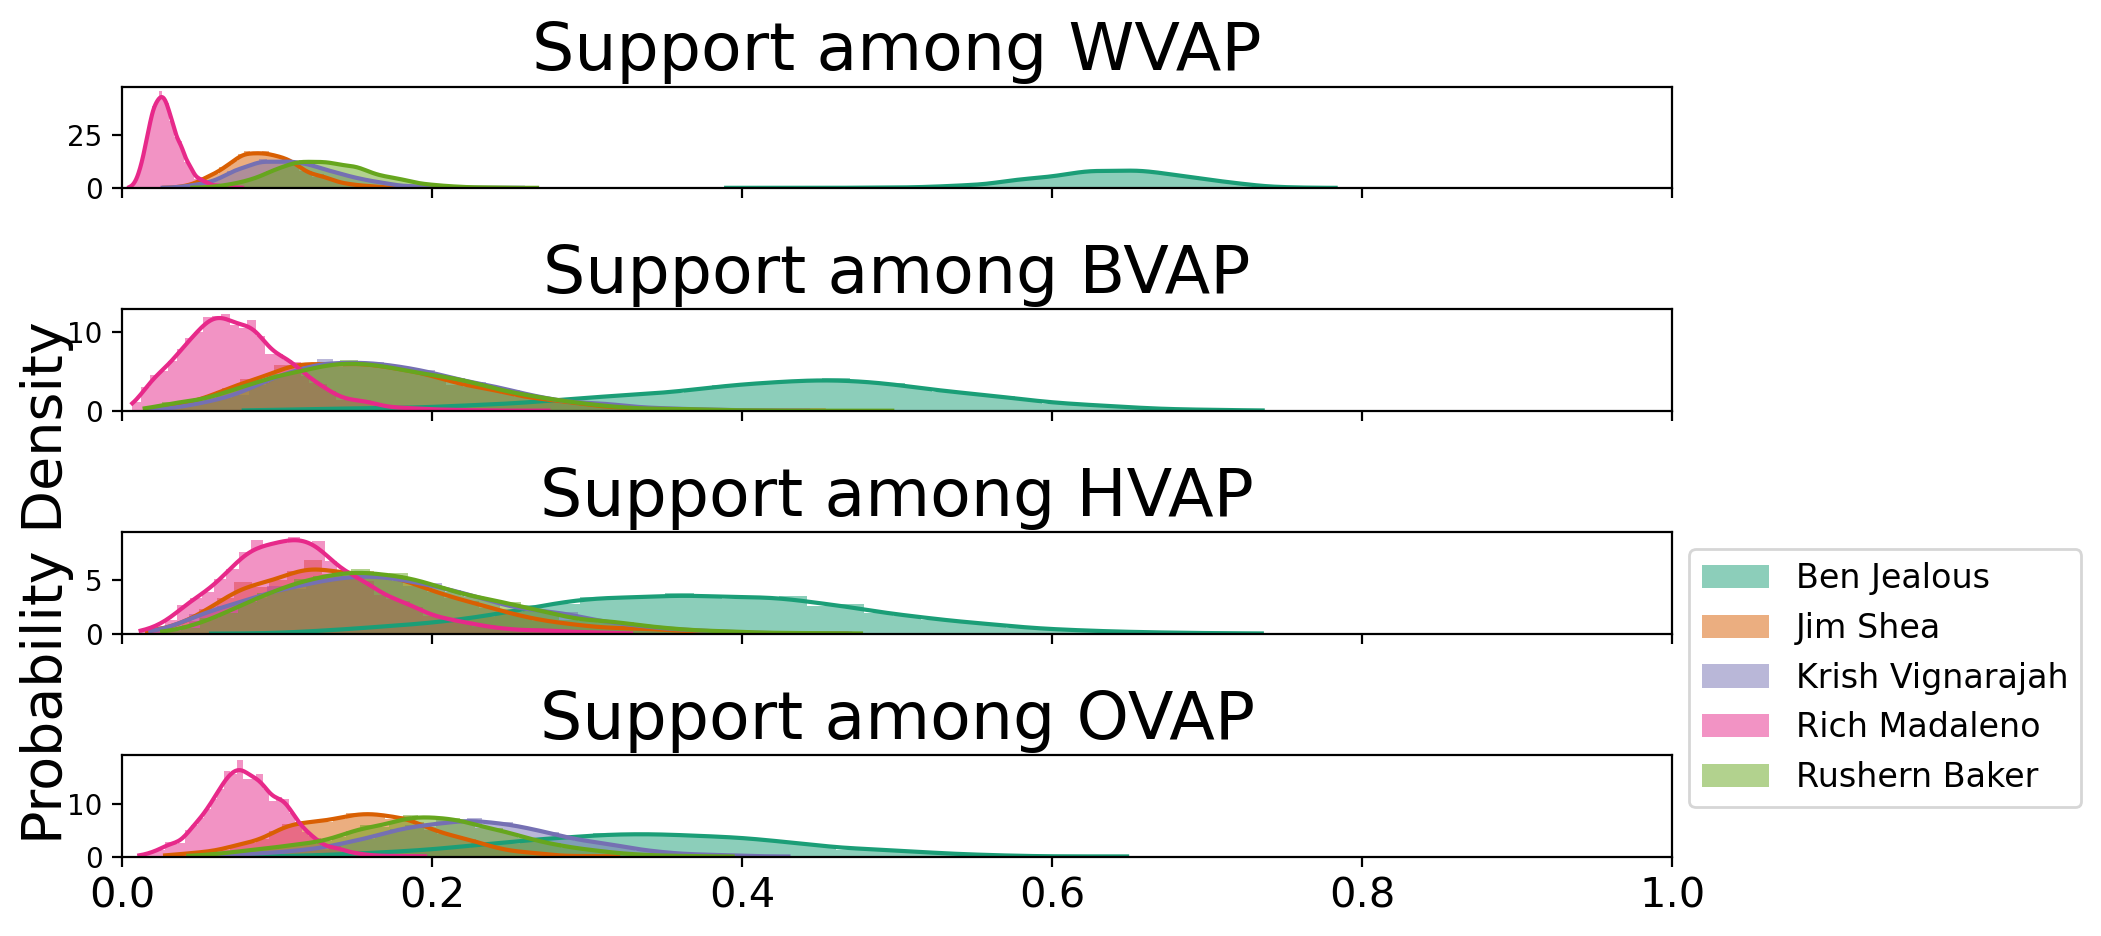 Support among WVAP
25
0
Support among BVAP
10
0
Support among HVAP
5
0
Support among OVAP
10
0
0.0 0.2 0.4 0.6 0.8 1.0
Probability Density
Ben Jealous
Jim Shea
Krish Vignarajah
Rich Madaleno
Rushern Baker